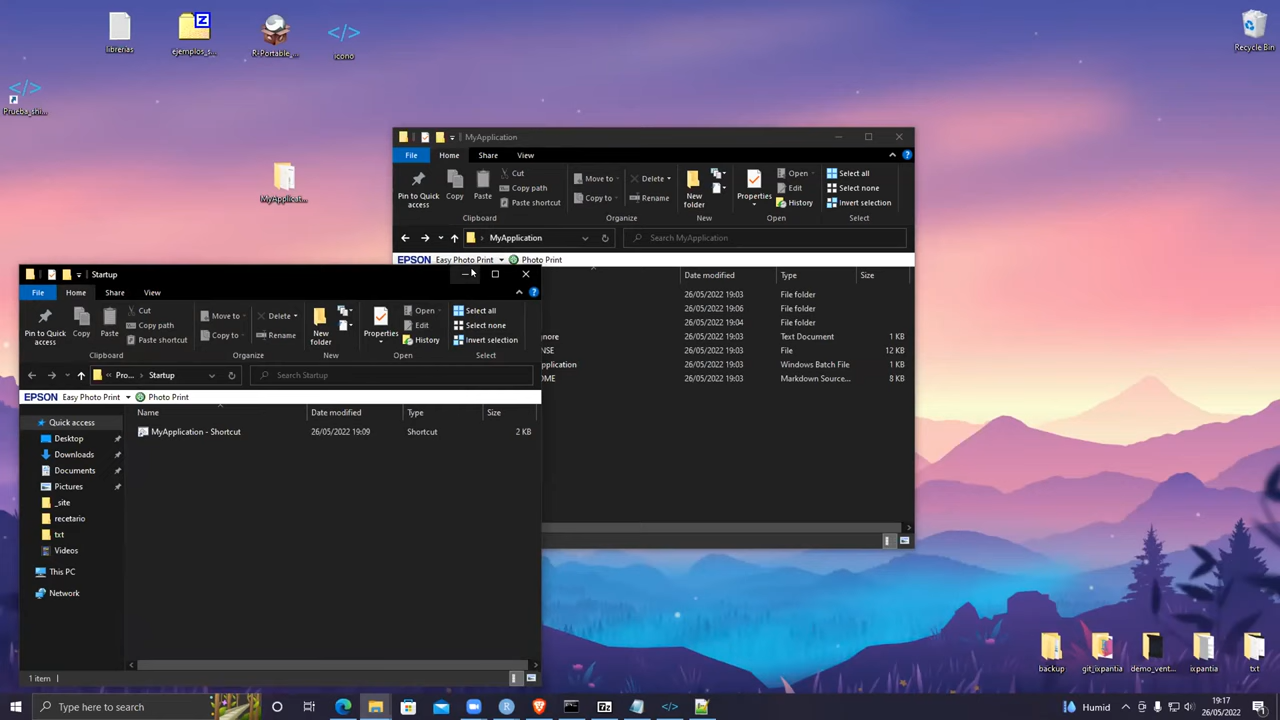 librerias
ejemplos_s...
R-Portable_...
icono
Recycle Bin
Prueba_shi...
MyApplicat...
MyApplication
File Home Share View
Pin to Quick access
Copy
Paste
Cut
Copy path
Paste shortcut
Clipboard
Move to
Copy to
Delete
Rename
Organize
New folder
New
Properties
Open
Edit
History
Open
Select all
Select none
Invert selection
Select
MyApplication
Search MyApplication
EPSON Easy Photo Print Photo Print
Date modified Type Size
26/05/2022 19:03 File folder
26/05/2022 19:06 File folder
26/05/2022 19:04 File folder
nore 26/05/2022 19:03 Text Document 1 KB
NSE 26/05/2022 19:03 File 12 KB
pplication 26/05/2022 19:03 Windows Batch File 1 KB
OME 26/05/2022 19:03 Markdown Source... 8 KB
Startup
File Home Share View
Pin to Quick access
Copy
Paste
Cut
Copy path
Paste shortcut
Clipboard
Move to
Copy to
Delete
Rename
Organize
New folder
New
Properties
Open
Edit
History
Open
Select all
Select none
Invert selection
Select
« Pro... › Startup
Search Startup
EPSON Easy Photo Print Photo Print
Name Date modified Type Size
MyApplication - Shortcut 26/05/2022 19:09 Shortcut 2 KB
Quick access
Desktop
Downloads
Documents
Pictures
_site
recetario
txt
Videos
This PC
Network
1 item
backup
git_ixpantia
demo_vent...
ixpantia
txt
Type here to search
Humid
19:17
26/05/2022